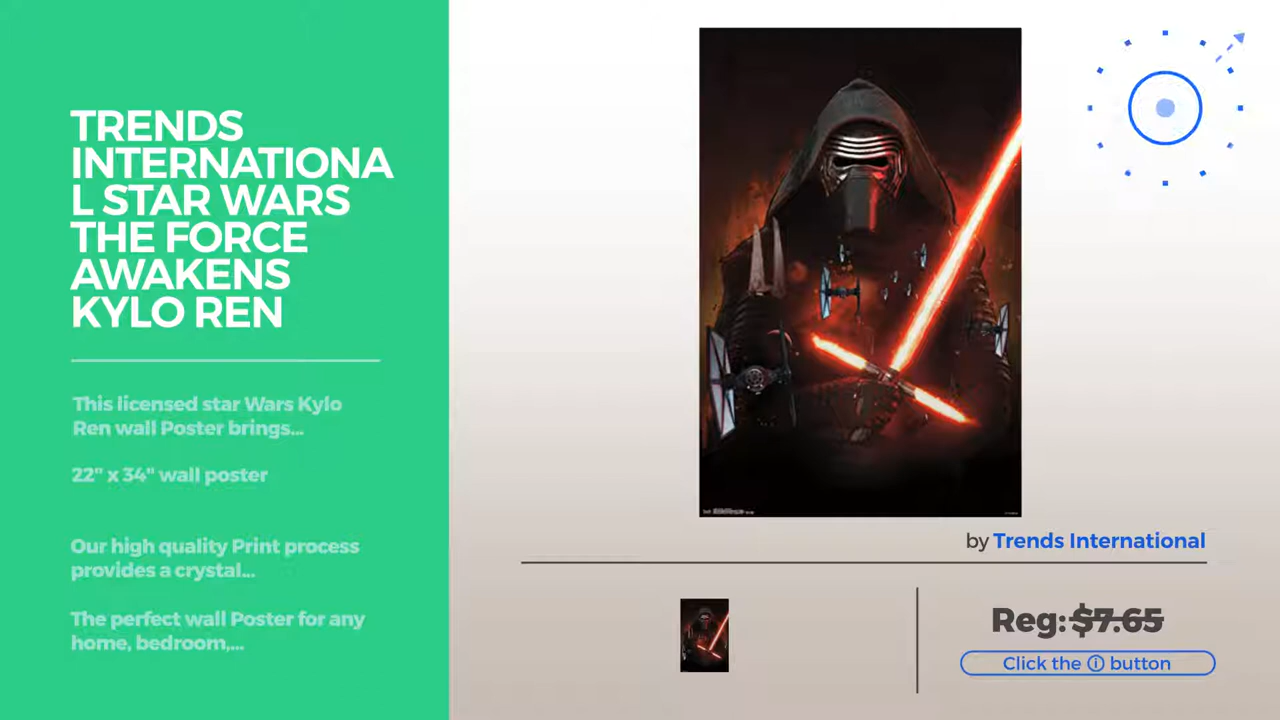 TRENDS
INTERNATIONA
L STAR WARS
THE FORCE
AWAKENS
KYLO REN
This licensed star Wars Kylo
Ren wall Poster brings...
22" x 34" wall poster
Our high quality Print process
provides a crystal...
The perfect wall Poster for any
home, bedroom,...
by Trends International
Reg: $7.65
Click the ⓘ button